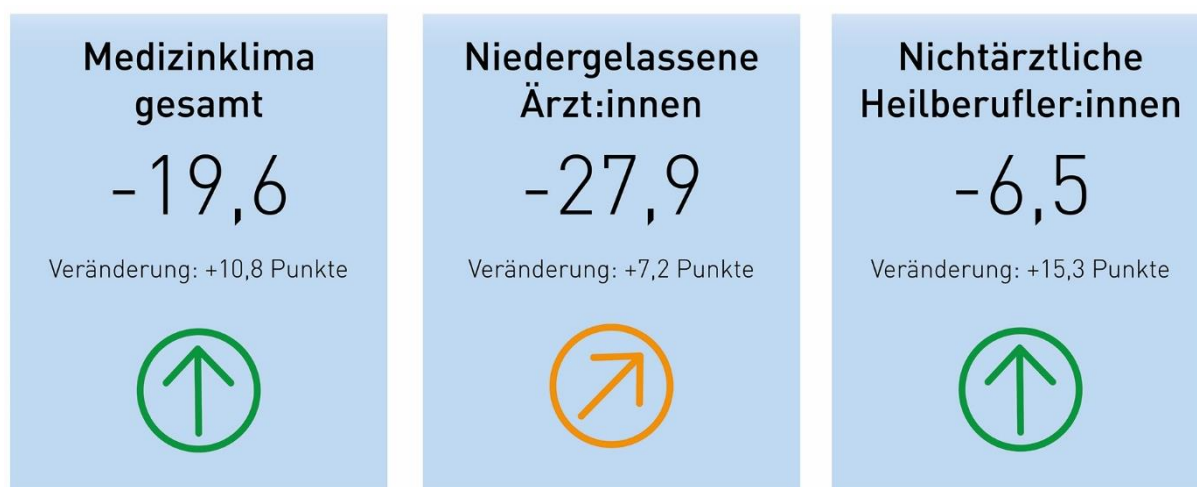 Medizinklima
gesamt
-19,6
Veränderung: +10,8 Punkte
Niedergelassene
Ärzt:innen
-27,9
Veränderung: +7,2 Punkte
Nichtärztliche
Heilberufler:innen
-6,5
Veränderung: +15,3 Punkte